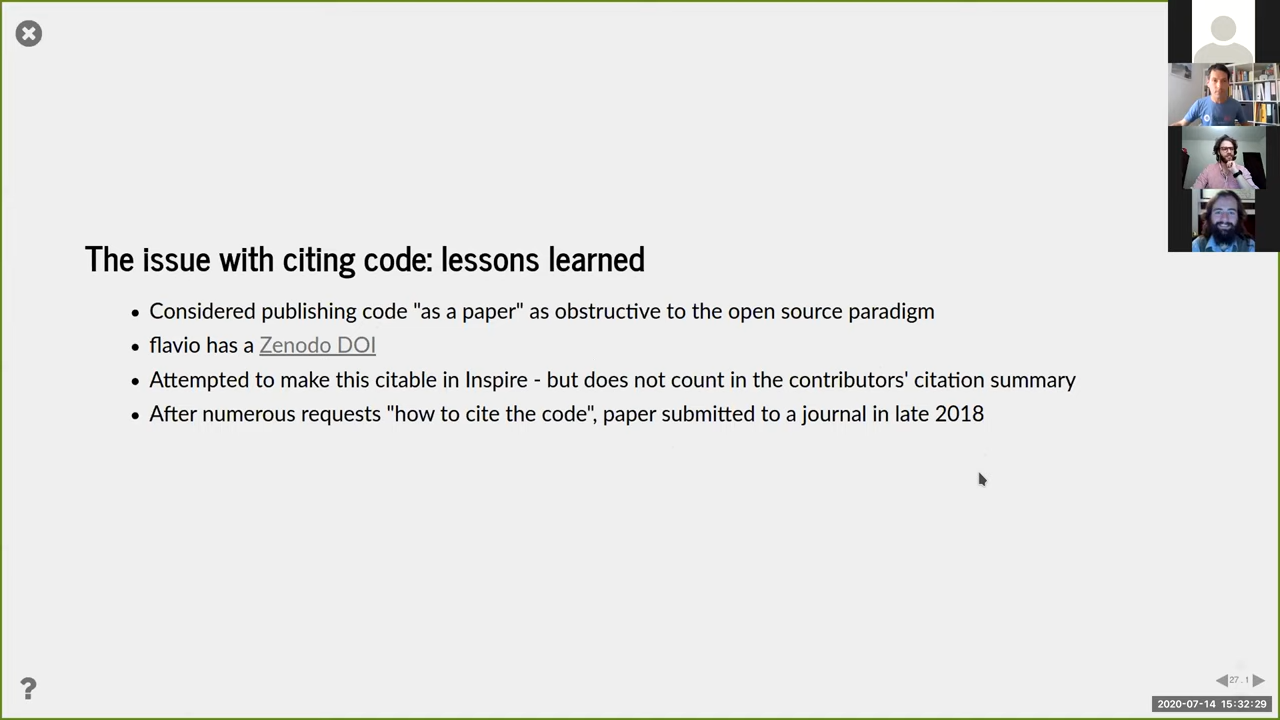 The issue with citing code: lessons learned
• Considered publishing code "as a paper" as obstructive to the open source paradigm
• flavio has a Zenodo DOI
• Attempted to make this citable in Inspire - but does not count in the contributors' citation summary
• After numerous requests "how to cite the code", paper submitted to a journal in late 2018
?
27 . 1
2020-07-14 15:32:29